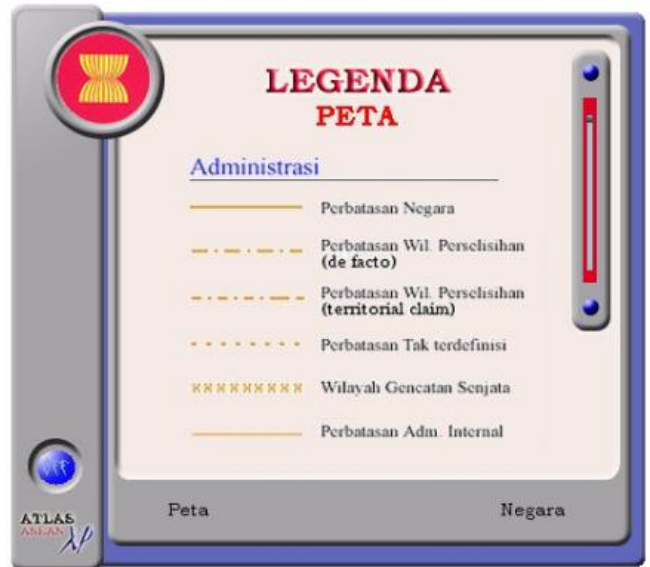 LEGENDA
PETA
Administrasi
Perbatasan Negara
Perbatasan Wil. Perselisihan
(de facto)
Perbatasan Wil. Perselisihan
(territorial claim)
Perbatasan Tak terdefinisi
Wilayah Gencatan Senjata
Perbatasan Adm. Internal
Peta
Negara
ATLAS
ASEAN
XP